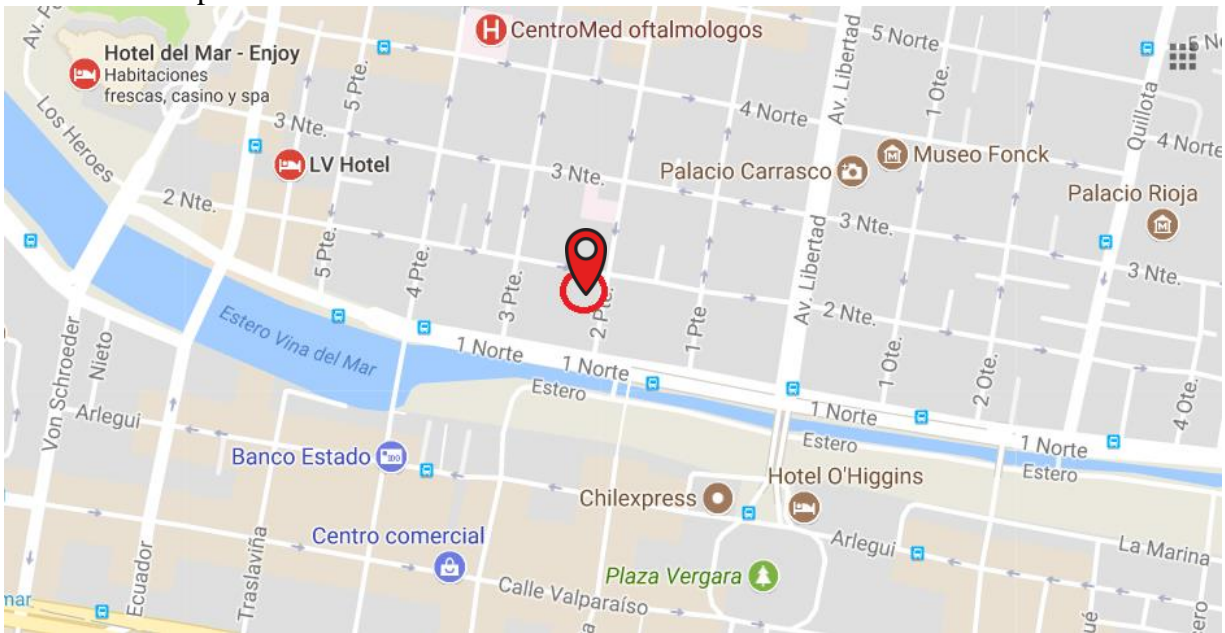 CentroMed oftalmologos
5 Norte
Av. Libertad
Hotel del Mar - Enjoy
Habitaciones
frescas, casino y spa
5 Pte.
1 Ote.
Quillota
4 Norte
4 Norte
Los Heroes
3 Nte.
LV Hotel
3 Nte.
Palacio Carrasco
Museo Fonck
Palacio Rioja
2 Nte.
3 Nte.
3 Nte.
5 Pte.
4 Pte.
3 Pte.
2 Pte.
1 Pte
Av. Libertad
2 Nte.
1 Ote.
2 Ote.
4 Ote.
Estero Vina del Mar
1 Norte
1 Norte
Estero
1 Norte
Estero
1 Norte
Estero
Von Schroeder
Nieto
Arlegui
Banco Estado
Hotel O'Higgins
Chilexpress
Centro comercial
Arlegui
La Marina
Plaza Vergara
Calle Valparaíso
Ecuador
Traslaviña
mar